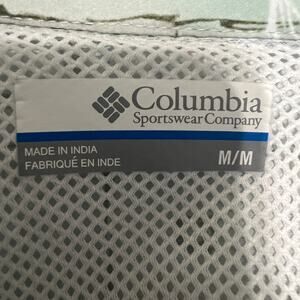 Columbia
Sportswear Company
MADE IN INDIA
FABRIQUÉ EN INDE
M/M